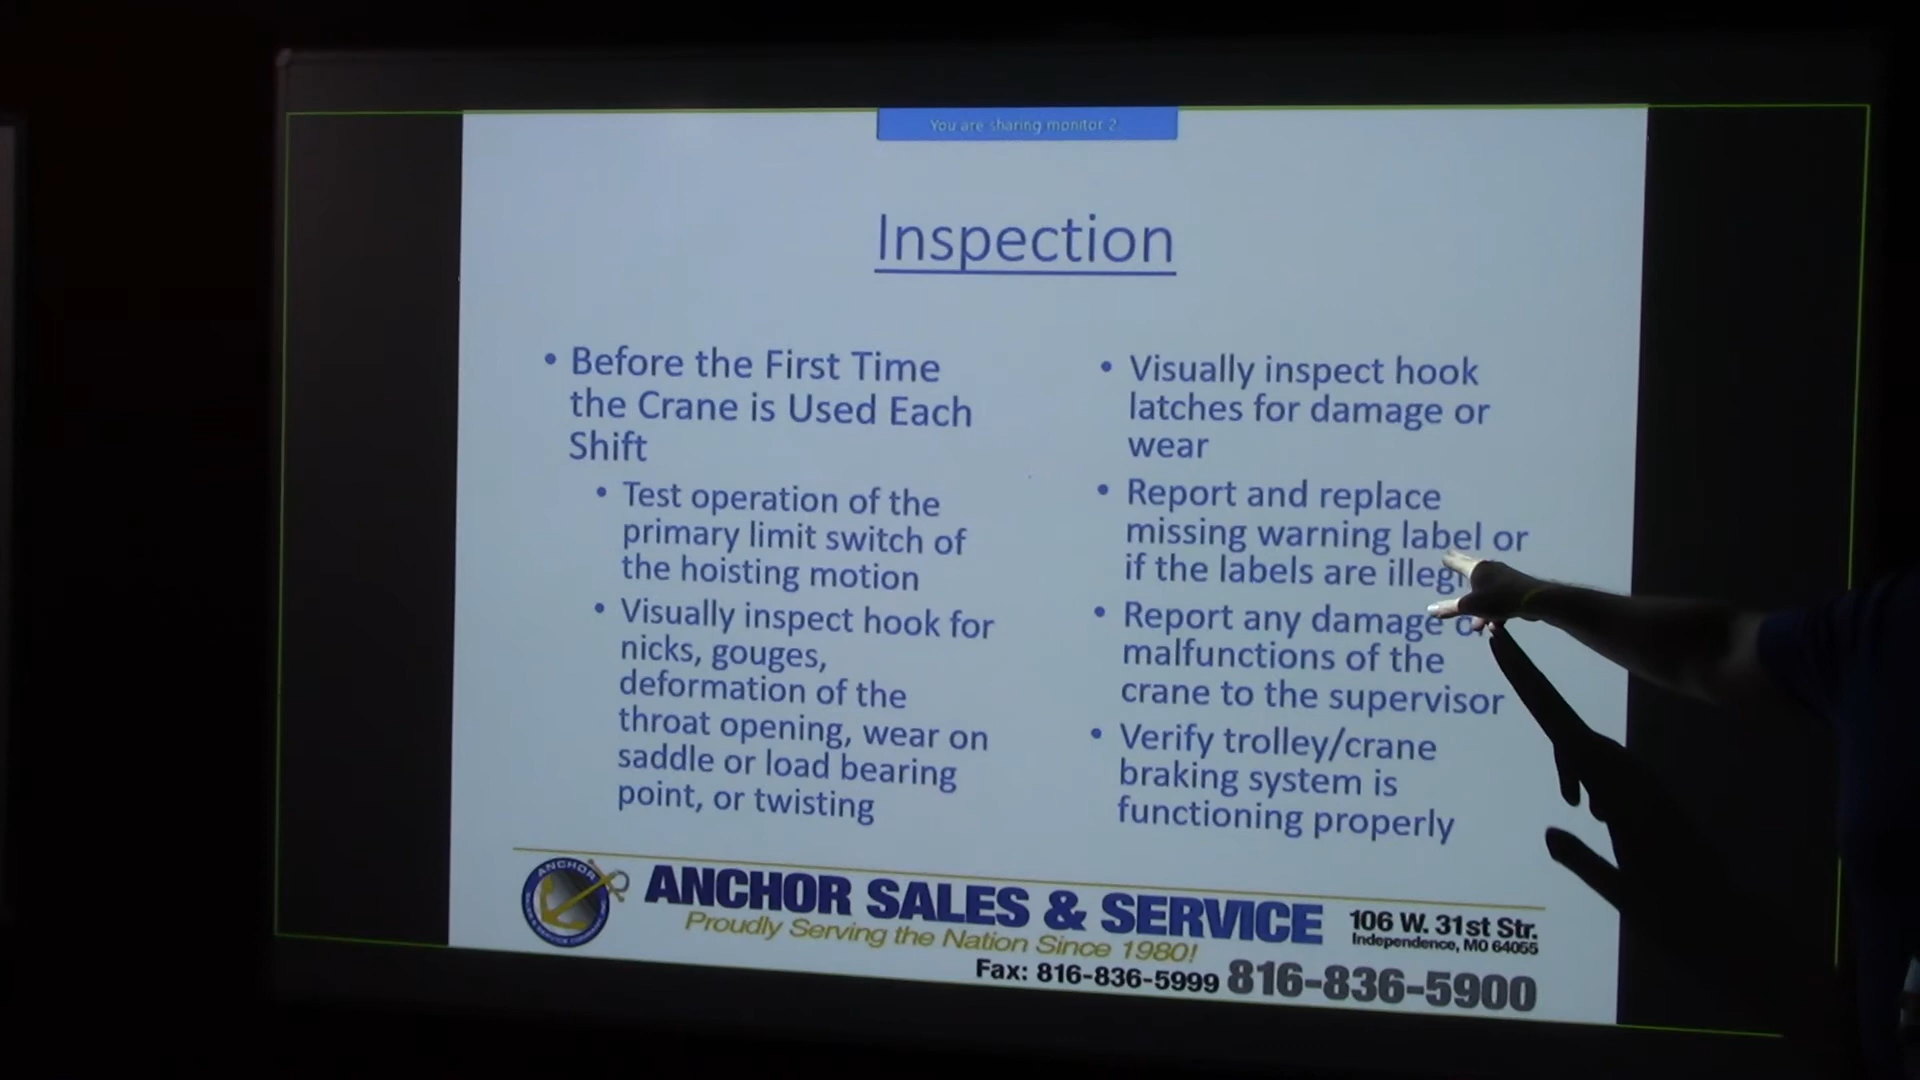 You are sharing monitor 2
Inspection
• Before the First Time
the Crane is Used Each
Shift
• Test operation of the
primary limit switch of
the hoisting motion
• Visually inspect hook for
nicks, gouges,
deformation of the
throat opening, wear on
saddle or load bearing
point, or twisting
• Visually inspect hook
latches for damage or
wear
• Report and replace
missing warning label or
if the labels are
• Report any damage
malfunctions of the
crane to the supervisor
• Verify trolley/crane
braking system is
functioning properly
ANCHOR
ANCHOR SALES & SERVICE
Proudly Serving the Nation Since 1980!
106 W. 31st Str.
Independence, MO 64055
Fax: 816-836-5999 816-836-5900